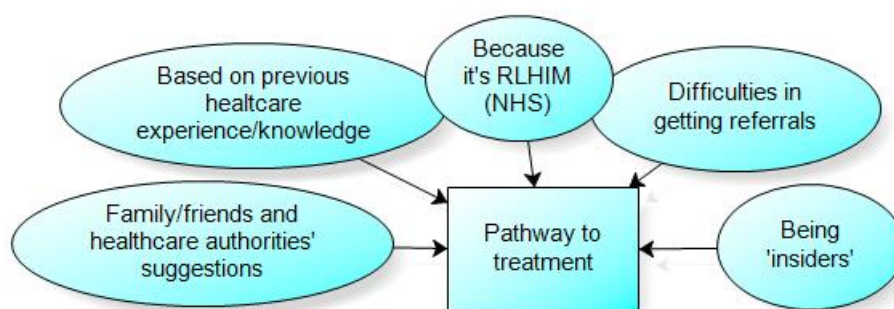 Based on previous
healtcare
experience/knowledge
Because
it's RLHIM
(NHS)
Difficulties in
getting referrals
Family/friends and
healthcare authorities'
suggestions
Pathway to
treatment
Being
'insiders'